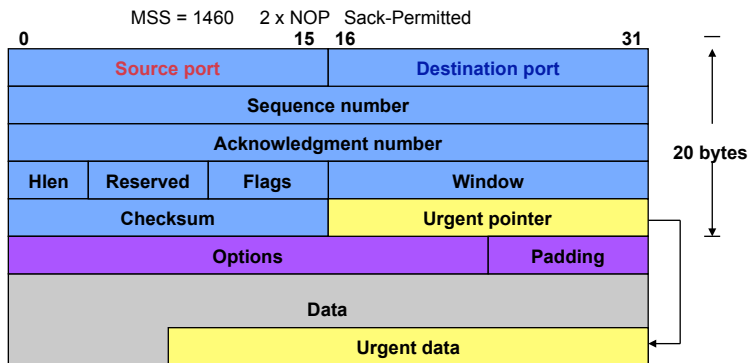 MSS = 1460 2 x NOP Sack-Permitted
0 15 16 31
Source port Destination port
Sequence number
Acknowledgment number
20 bytes
Hlen Reserved Flags Window
Checksum Urgent pointer
Options Padding
Data
Urgent data